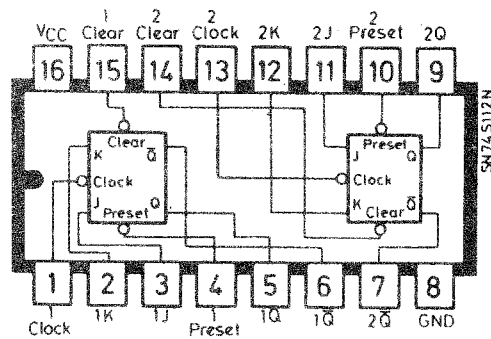 1 2 2 2
VCC Clear Clear Clock 2K 2J Preset 2Q
16 15 14 13 12 11 10 9
Clear Preset
K Q̅ J Q
Clock Clock
J Q K Q̅
Preset Clear
SN74S112N
1 2 3 4 5 6 7 8
1 1K 1J 1 1Q 1Q̅ 2Q̅ GND
Clock Preset